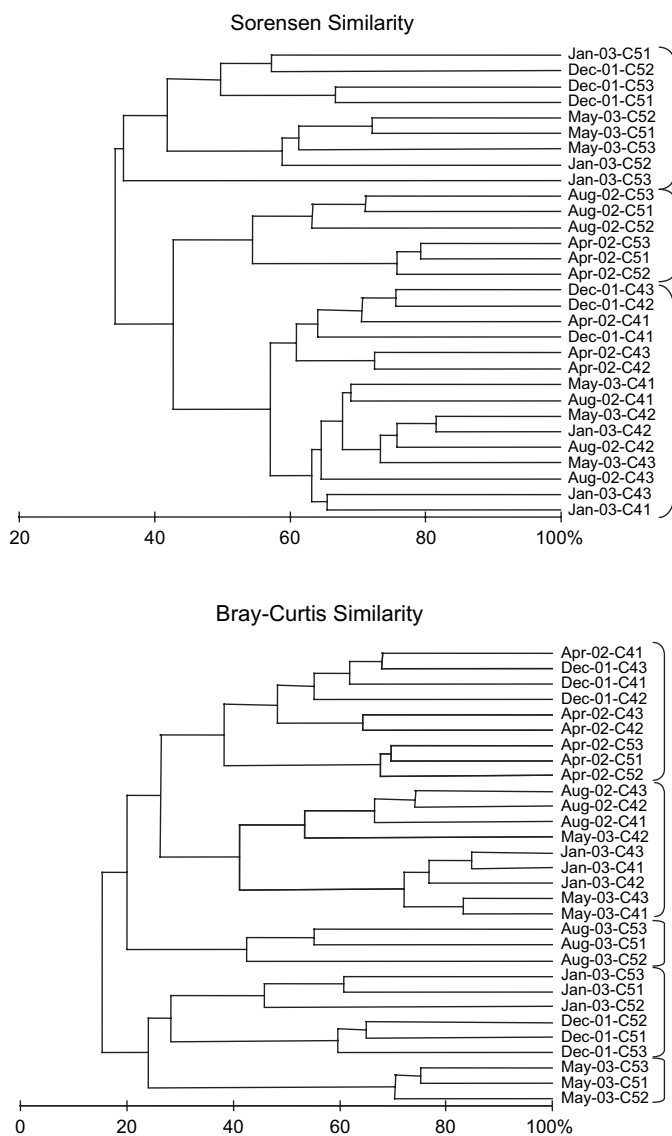 Sorensen Similarity
Jan-03-C51
Dec-01-C52
Dec-01-C53
Dec-01-C51
May-03-C52
May-03-C51
May-03-C53
Jan-03-C52
Jan-03-C53
Aug-02-C53
Aug-02-C51
Aug-02-C52
Apr-02-C53
Apr-02-C51
Apr-02-C52
Dec-01-C43
Dec-01-C42
Apr-02-C41
Dec-01-C41
Apr-02-C43
Apr-02-C42
May-03-C41
Aug-02-C41
May-03-C42
Jan-03-C42
Aug-02-C42
May-03-C43
Aug-02-C43
Jan-03-C43
Jan-03-C41
20 40 60 80 100%
Bray-Curtis Similarity
Apr-02-C41
Dec-01-C43
Dec-01-C41
Dec-01-C42
Apr-02-C43
Apr-02-C42
Apr-02-C53
Apr-02-C51
Apr-02-C52
Aug-02-C43
Aug-02-C42
Aug-02-C41
May-03-C42
Jan-03-C43
Jan-03-C41
Jan-03-C42
May-03-C43
May-03-C41
Aug-03-C53
Aug-03-C51
Aug-03-C52
Jan-03-C53
Jan-03-C51
Jan-03-C52
Dec-01-C52
Dec-01-C51
Dec-01-C53
May-03-C53
May-03-C51
May-03-C52
0 20 40 60 80 100%